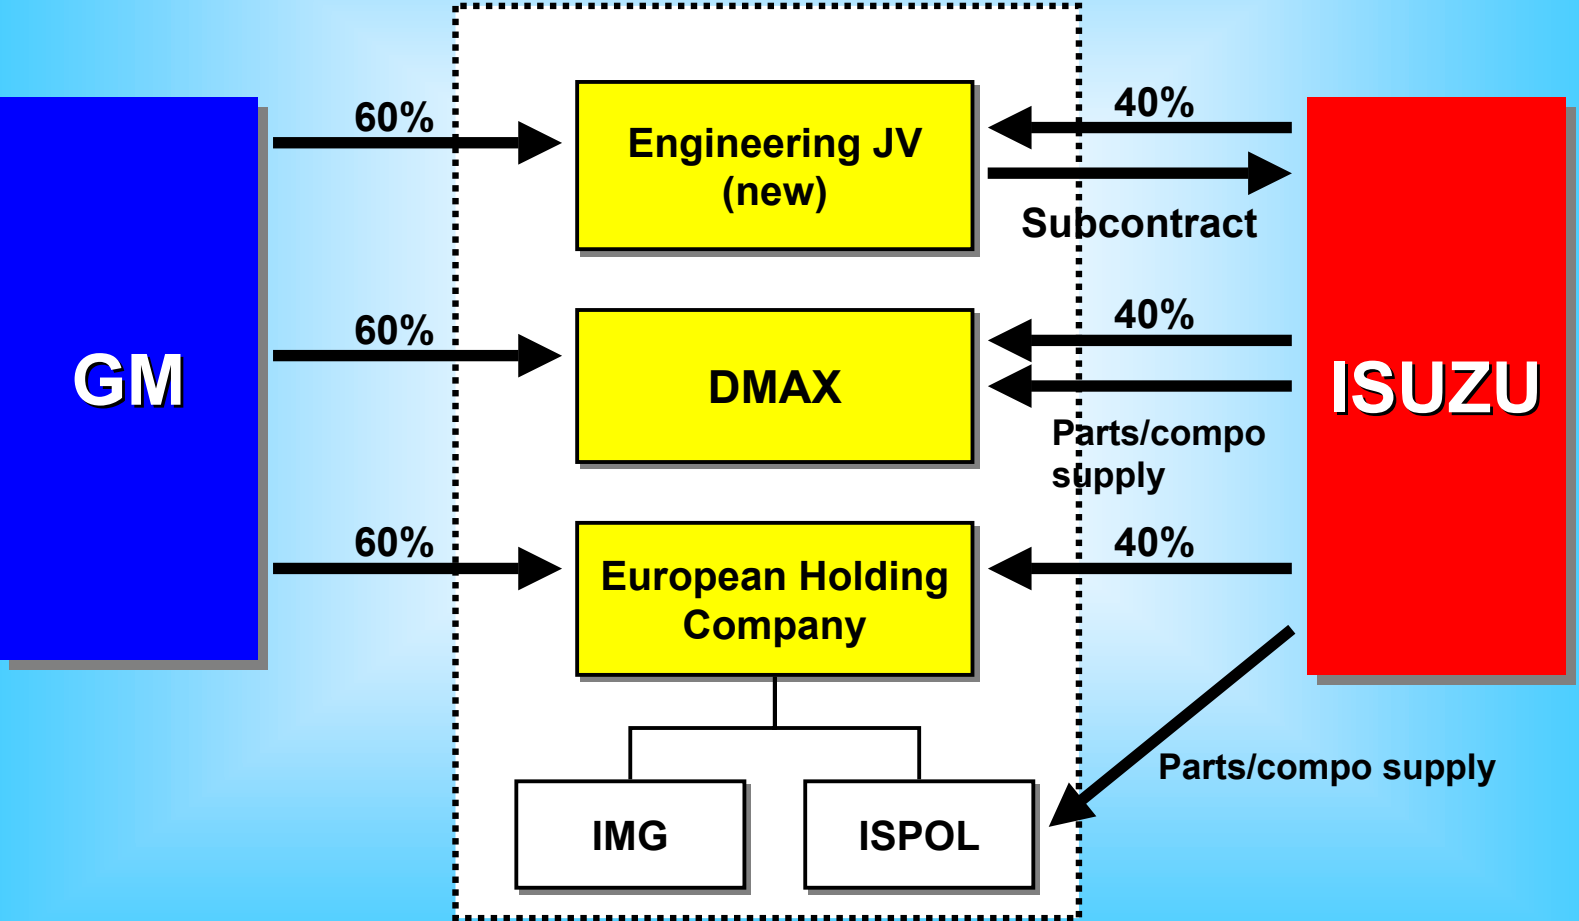 60%
40%
Engineering JV
(new)
Subcontract
60%
40%
GM
DMAX
ISUZU
Parts/compo
supply
60%
40%
European Holding
Company
Parts/compo supply
IMG
ISPOL